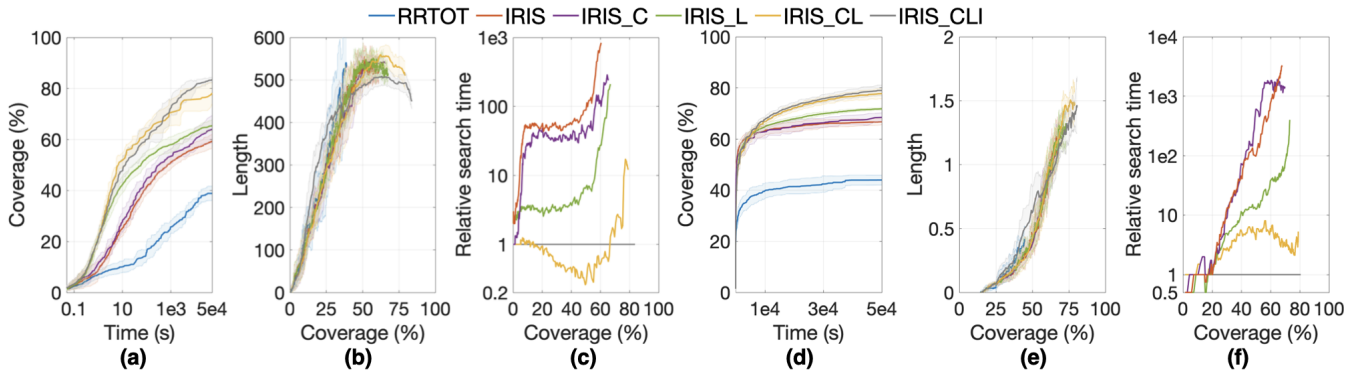 RRTOT IRIS IRIS_C IRIS_L IRIS_CL IRIS_CLI
Coverage (%)
100
80
60
40
20
0
0.1 10 1e3 5e4
Time (s)
(a)
Length
600
500
400
300
200
100
0
0 25 50 75 100
Coverage (%)
(b)
Relative search time
1e3
100
10
1
0.2
0 20 40 60 80 100
Coverage (%)
(c)
Coverage (%)
100
80
60
40
20
0
1e4 3e4 5e4
Time (s)
(d)
Length
2
1.5
1
0.5
0
0 25 50 75 100
Coverage (%)
(e)
Relative search time
1e4
1e3
1e2
10
1
0.5
0 20 40 60 80 100
Coverage (%)
(f)